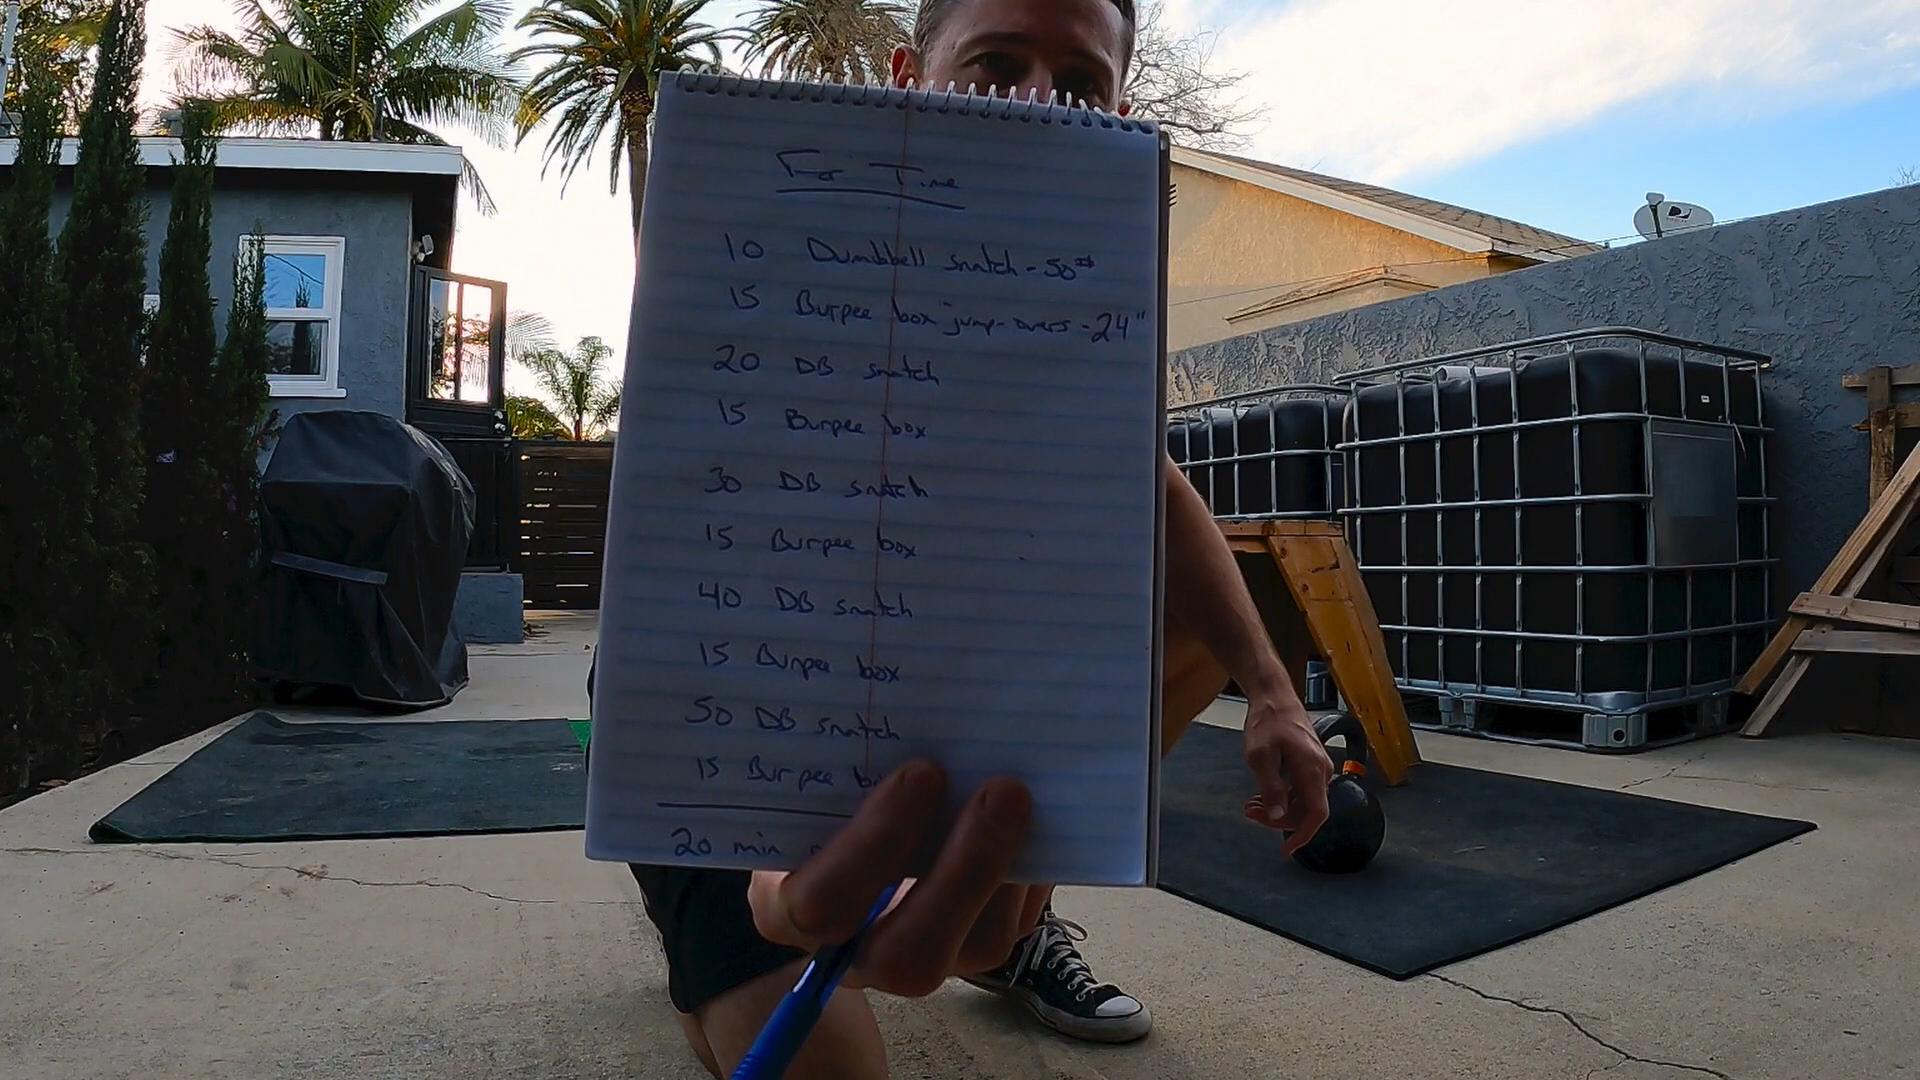 For Time
10 Dumbbell snatch - 50#
15 Burpee box jump-overs - 24"
20 DB snatch
15 Burpee box
30 DB snatch
15 Burpee box
40 DB snatch
15 Burpee box
50 DB snatch
15 Burpee
20 min